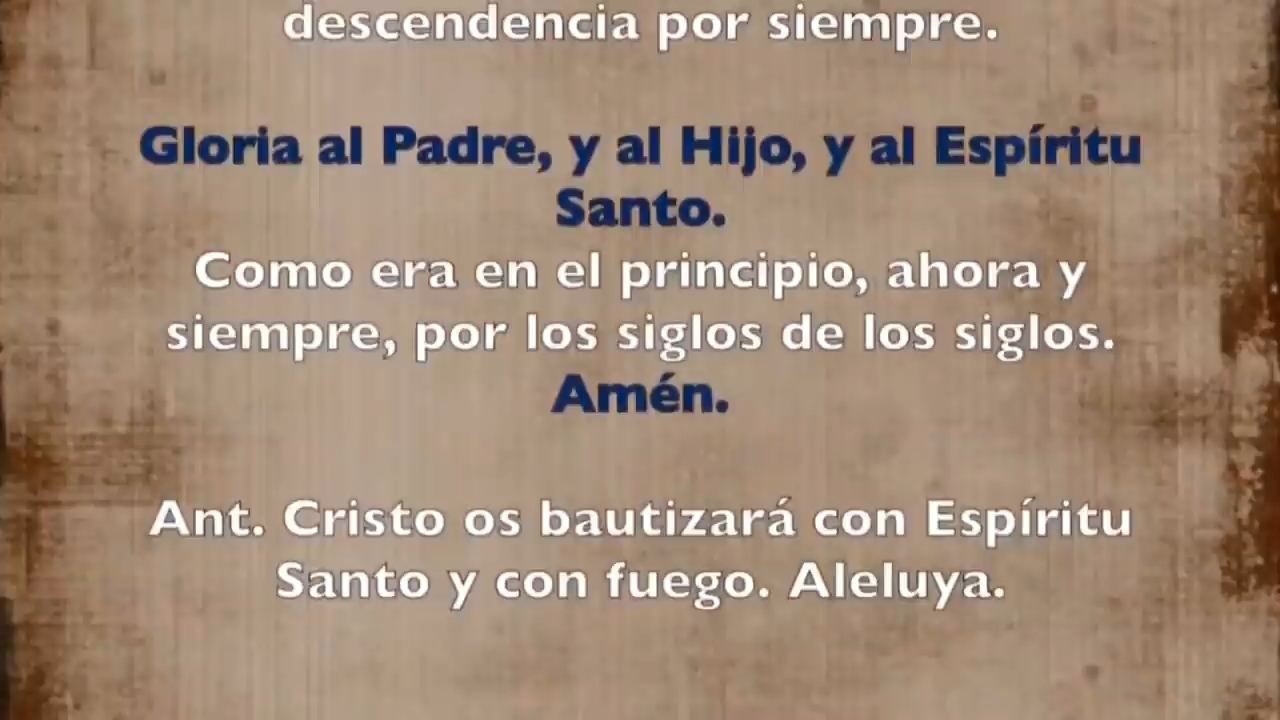 descendencia por siempre.
Gloria al Padre, y al Hijo, y al Espíritu
Santo.
Como era en el principio, ahora y
siempre, por los siglos de los siglos.
Amén.
Ant. Cristo os bautizará con Espíritu
Santo y con fuego. Aleluya.